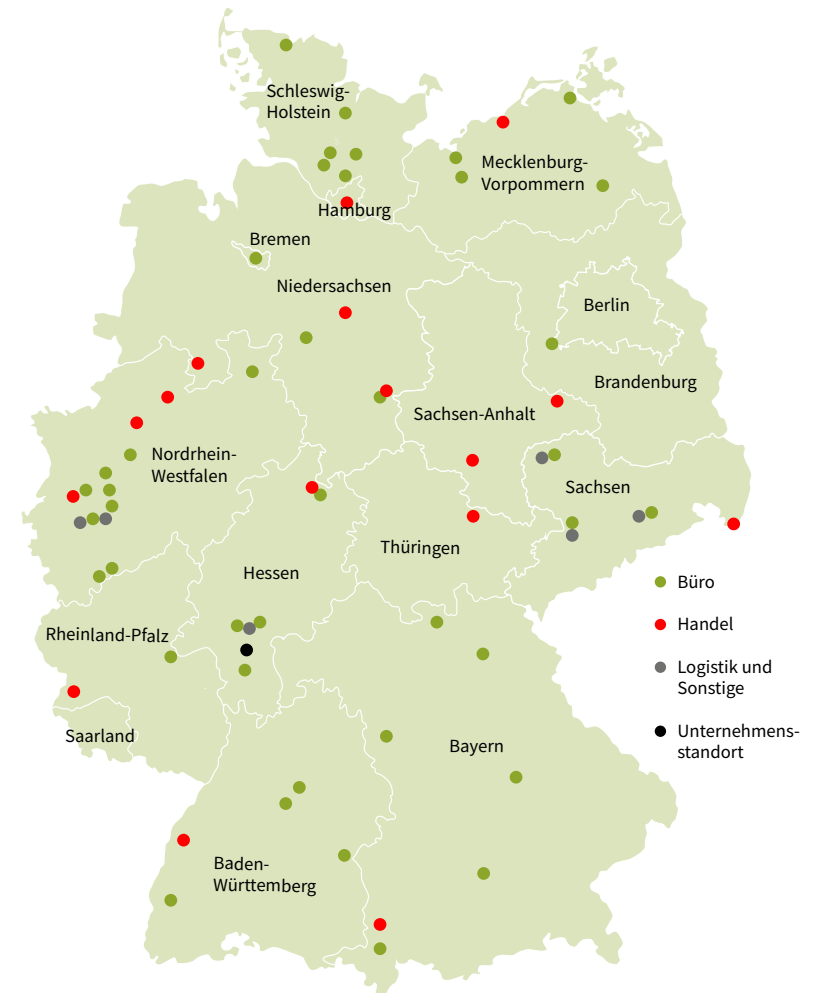 Schleswig-
Holstein
Mecklenburg-
Vorpommern
Hamburg
Bremen
Niedersachsen
Berlin
Brandenburg
Sachsen-Anhalt
Nordrhein-
Westfalen
Sachsen
Thüringen
Hessen
Büro
Handel
Rheinland-Pfalz
Logistik und
Sonstige
Saarland
Unternehmens-
standort
Bayern
Baden-
Württemberg